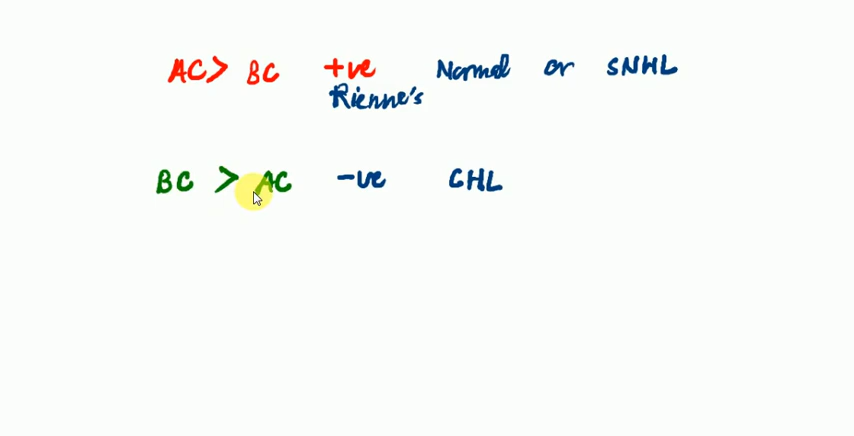 AC > BC +ve Normal or SNHL
Rienne's
BC > AC -ve CHL